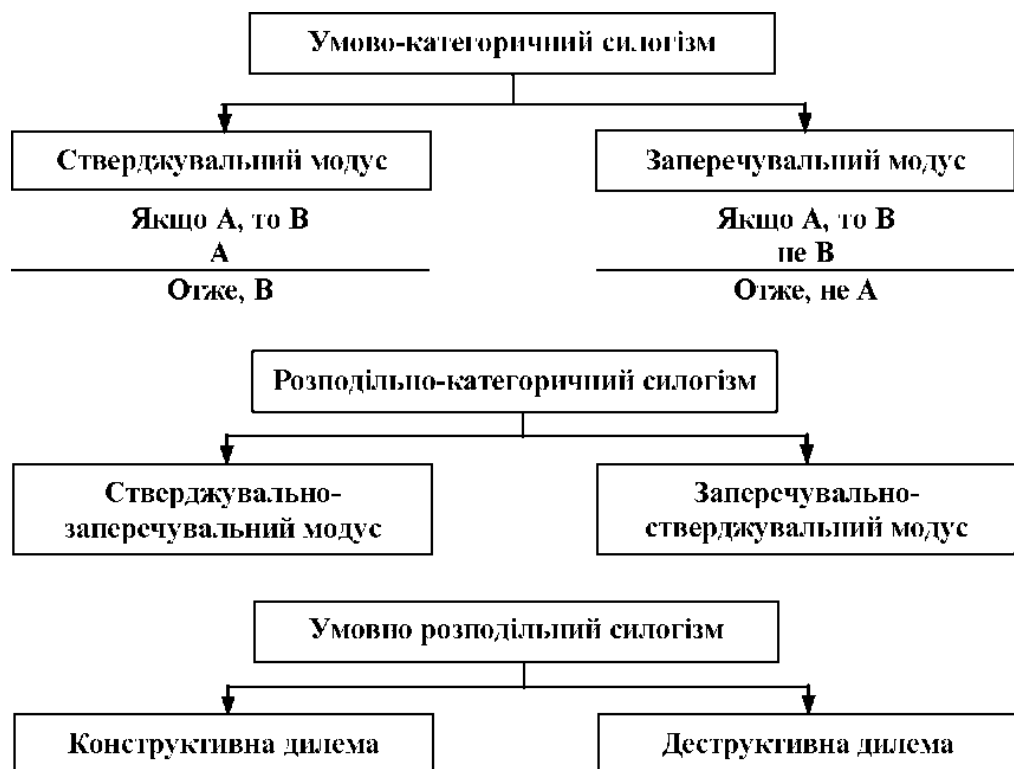 Умово-категоричний силогізм
Стверджувальний модус
Заперечувальний модус
Якщо А, то В
А
Отже, В
Якщо А, то В
не В
Отже, не А
Розподільно-категоричний силогізм
Стверджувально-
заперечувальний модус
Заперечувально-
стверджувальний модус
Умовно розподільний силогізм
Конструктивна дилема
Деструктивна дилема